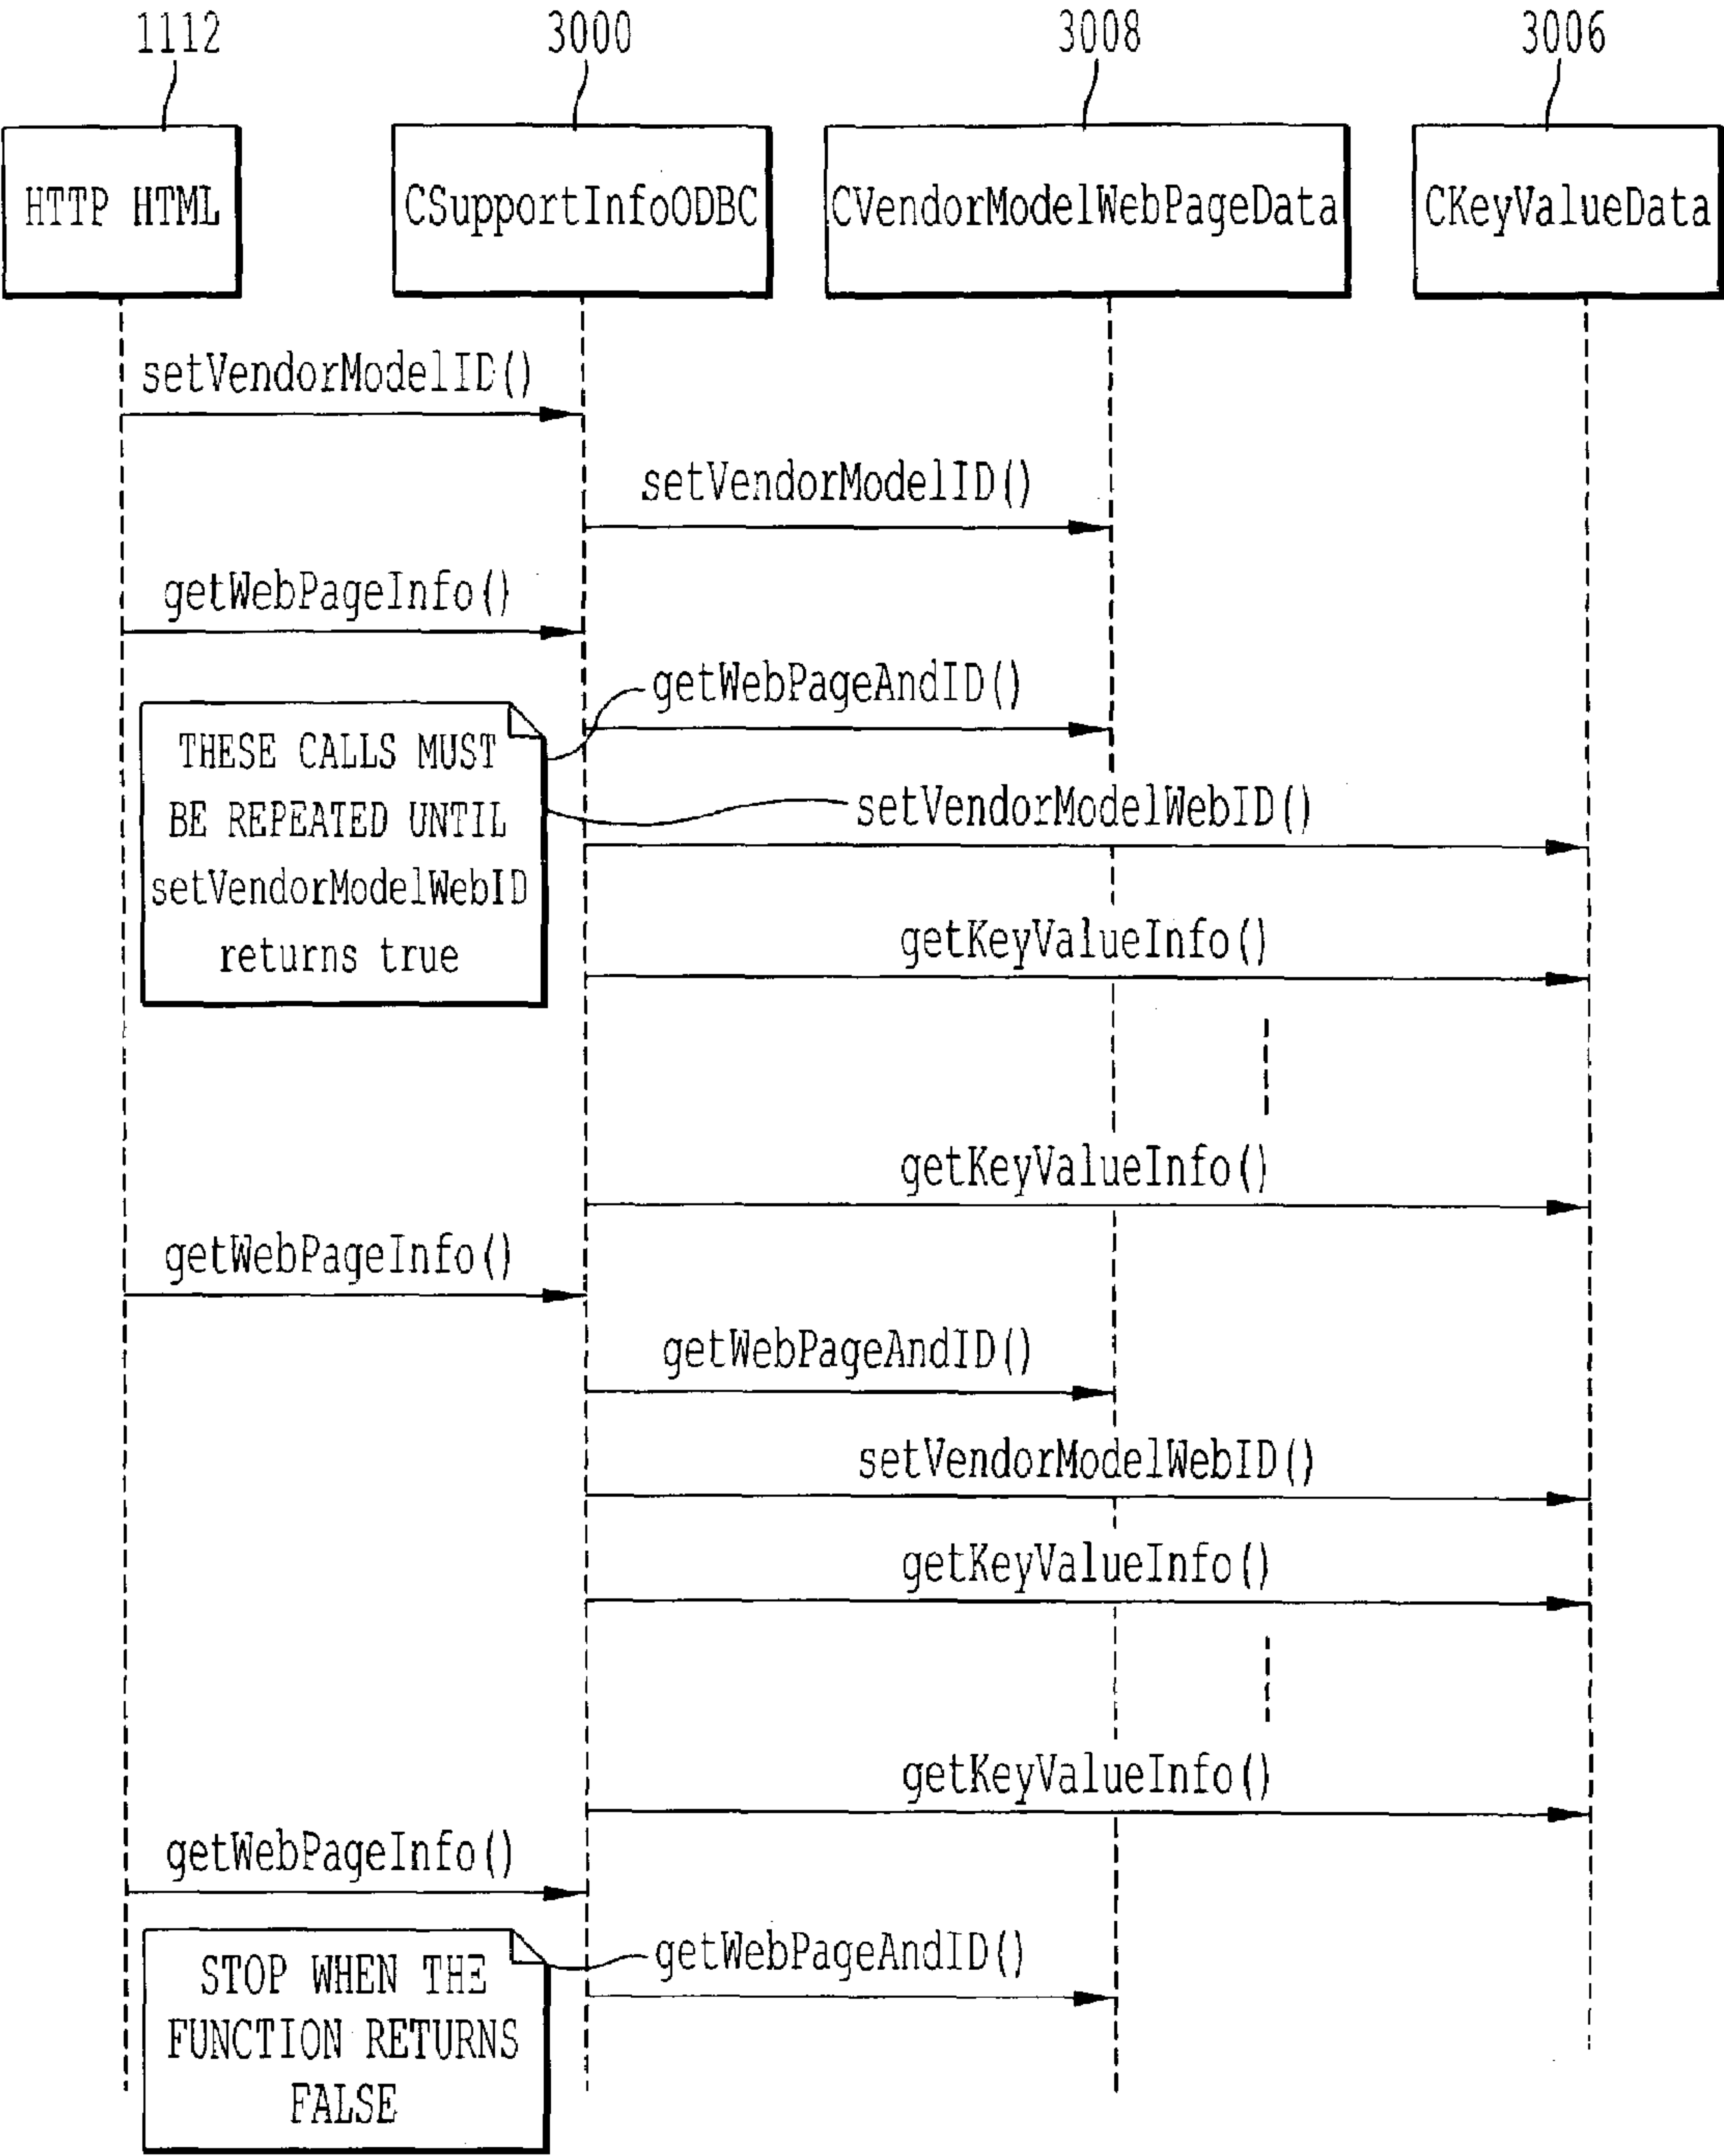 1112
3000
3008
3006
HTTP HTML
CSupportInfoODBC
CVendorModelWebPageData
CKeyValueData
setVendorModelID()
setVendorModelID()
getWebPageInfo()
getWebPageAndID()
THESE CALLS MUST
BE REPEATED UNTIL
setVendorModelWebID
returns true
setVendorModelWebID()
getKeyValueInfo()
getKeyValueInfo()
getWebPageInfo()
getWebPageAndID()
setVendorModelWebID()
getKeyValueInfo()
getKeyValueInfo()
getWebPageInfo()
getWebPageAndID()
STOP WHEN THE
FUNCTION RETURNS
FALSE